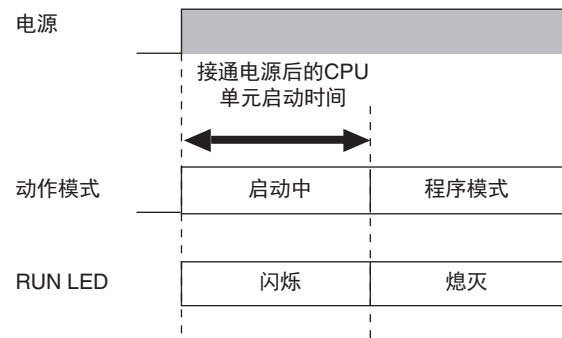 电源
接通电源后的CPU
单元启动时间
动作模式
启动中
程序模式
RUN LED
闪烁
熄灭